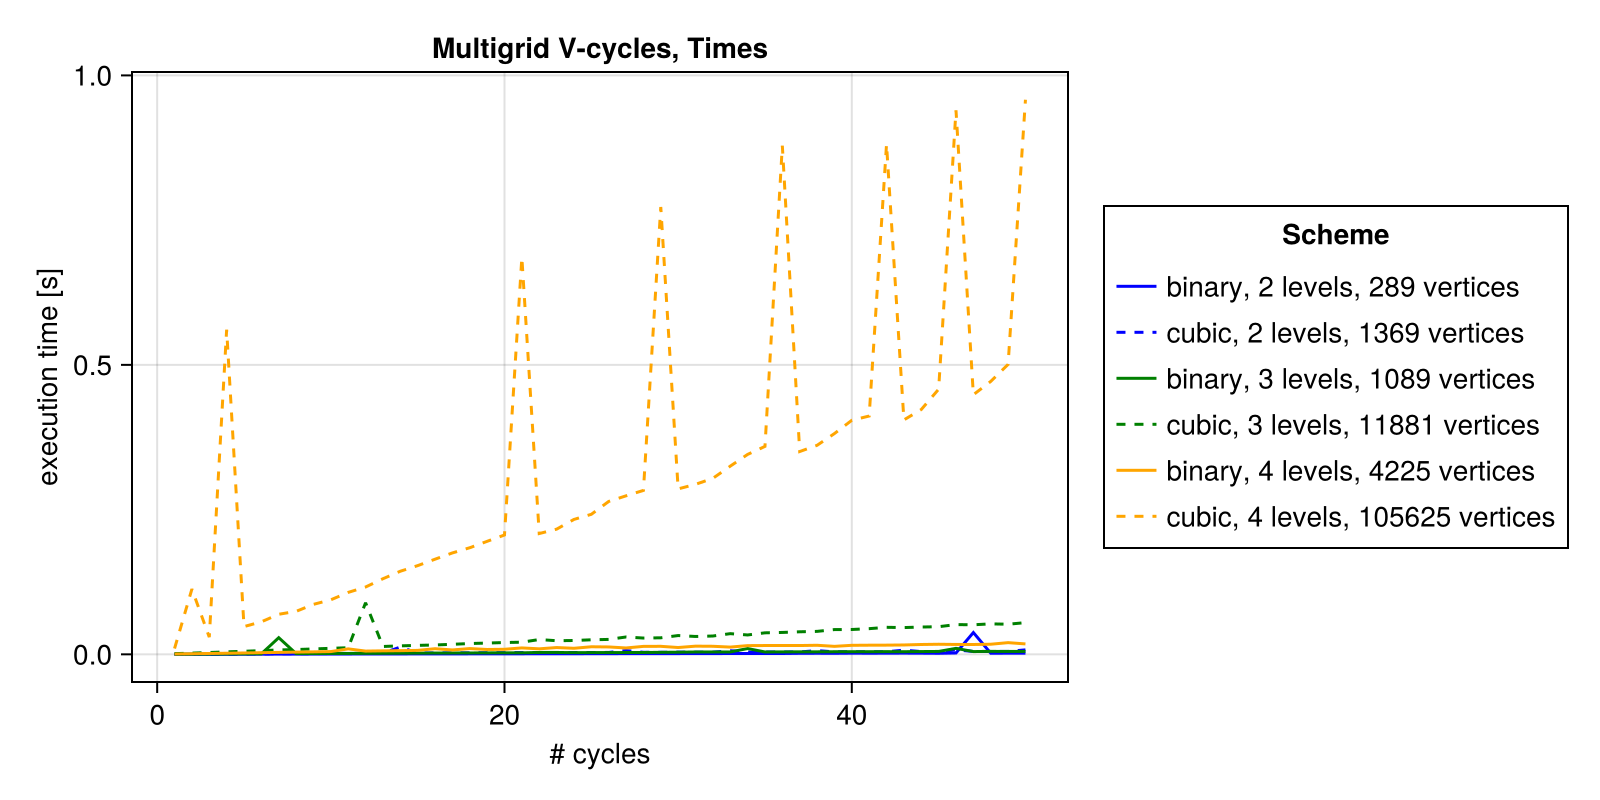 Multigrid V-cycles, Times
1.0
0.5
0.0
execution time [s]
0
20
40
# cycles
Scheme
binary, 2 levels, 289 vertices
cubic, 2 levels, 1369 vertices
binary, 3 levels, 1089 vertices
cubic, 3 levels, 11881 vertices
binary, 4 levels, 4225 vertices
cubic, 4 levels, 105625 vertices